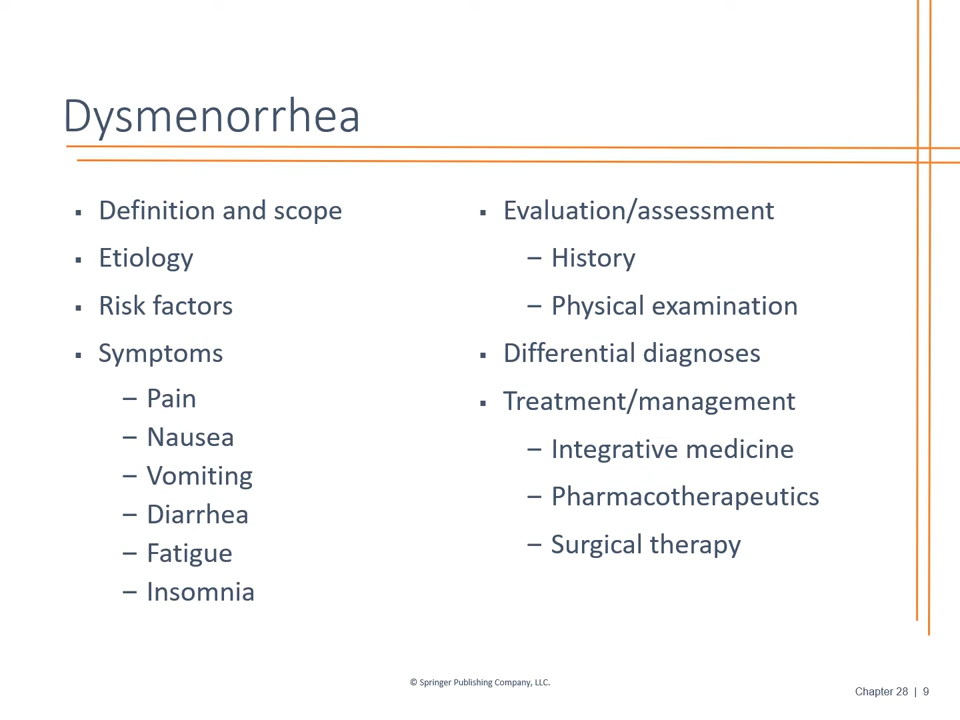 Dysmenorrhea
▪ Definition and scope
▪ Etiology
▪ Risk factors
▪ Symptoms
– Pain
– Nausea
– Vomiting
– Diarrhea
– Fatigue
– Insomnia
▪ Evaluation/assessment
– History
– Physical examination
▪ Differential diagnoses
▪ Treatment/management
– Integrative medicine
– Pharmacotherapeutics
– Surgical therapy
© Springer Publishing Company, LLC.
Chapter 28 | 9